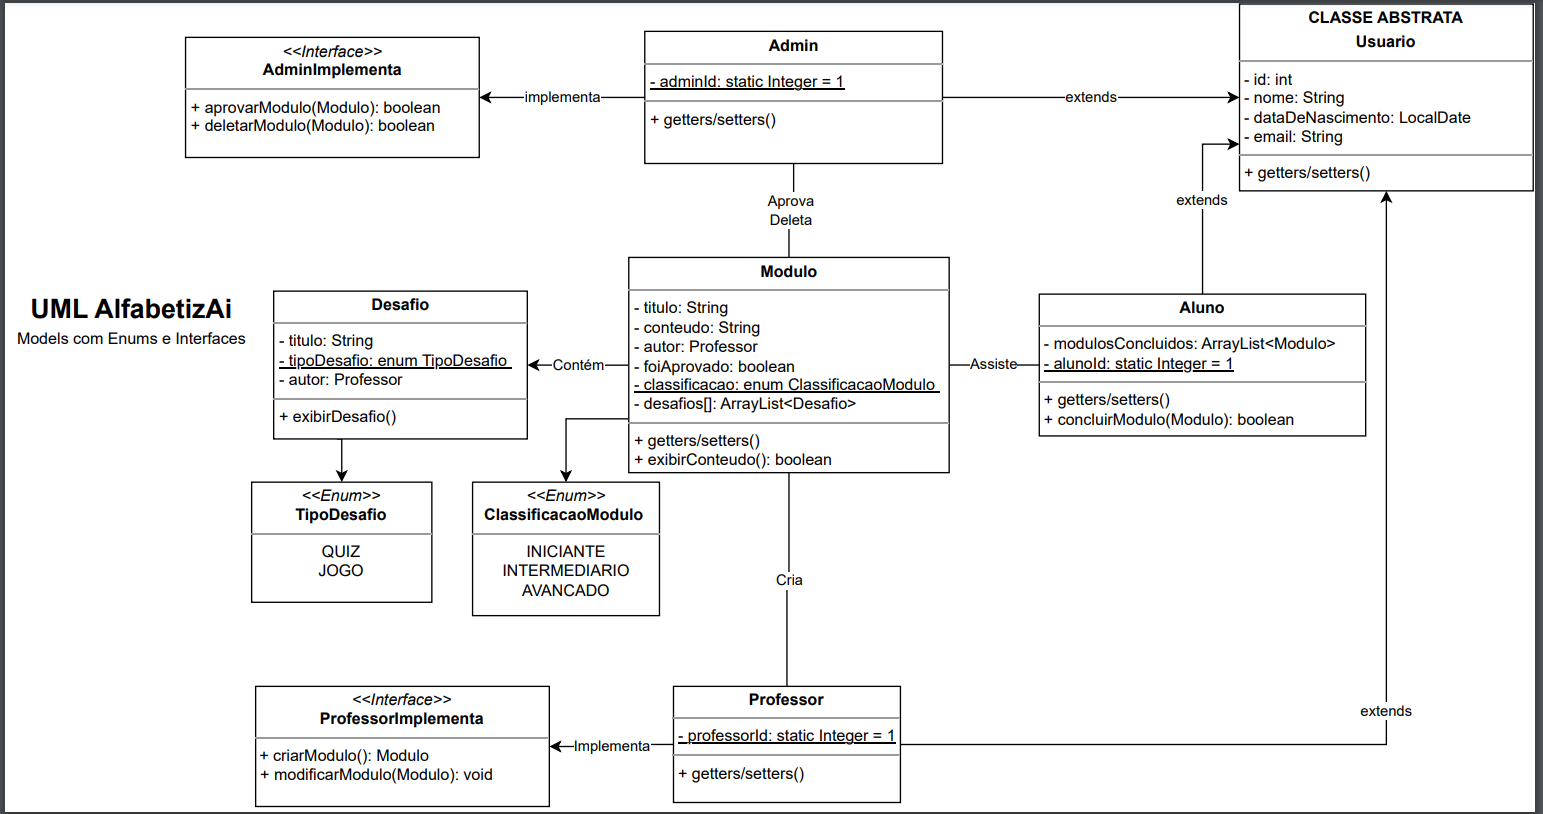 CLASSE ABSTRATA
Usuario
- id: int
- nome: String
- dataDeNascimento: LocalDate
- email: String
+ getters/setters()
<<Interface>>
AdminImplementa
+ aprovarModulo(Modulo): boolean
+ deletarModulo(Modulo): boolean
implementa
Admin
- adminId: static Integer = 1
+ getters/setters()
extends
Aprova
Deleta
extends
UML AlfabetizAi
Models com Enums e Interfaces
Desafio
- titulo: String
- tipoDesafio: enum TipoDesafio
- autor: Professor
+ exibirDesafio()
Contém
Modulo
- titulo: String
- conteudo: String
- autor: Professor
- foiAprovado: boolean
- classificacao: enum ClassificacaoModulo
- desafios[]: ArrayList<Desafio>
+ getters/setters()
+ exibirConteudo(): boolean
Assiste
Aluno
- modulosConcluidos: ArrayList<Modulo>
- alunoId: static Integer = 1
+ getters/setters()
+ concluirModulo(Modulo): boolean
<<Enum>>
TipoDesafio
QUIZ
JOGO
<<Enum>>
ClassificacaoModulo
INICIANTE
INTERMEDIARIO
AVANCADO
Cria
<<Interface>>
ProfessorImplementa
+ criarModulo(): Modulo
+ modificarModulo(Modulo): void
Implementa
Professor
- professorId: static Integer = 1
+ getters/setters()
extends